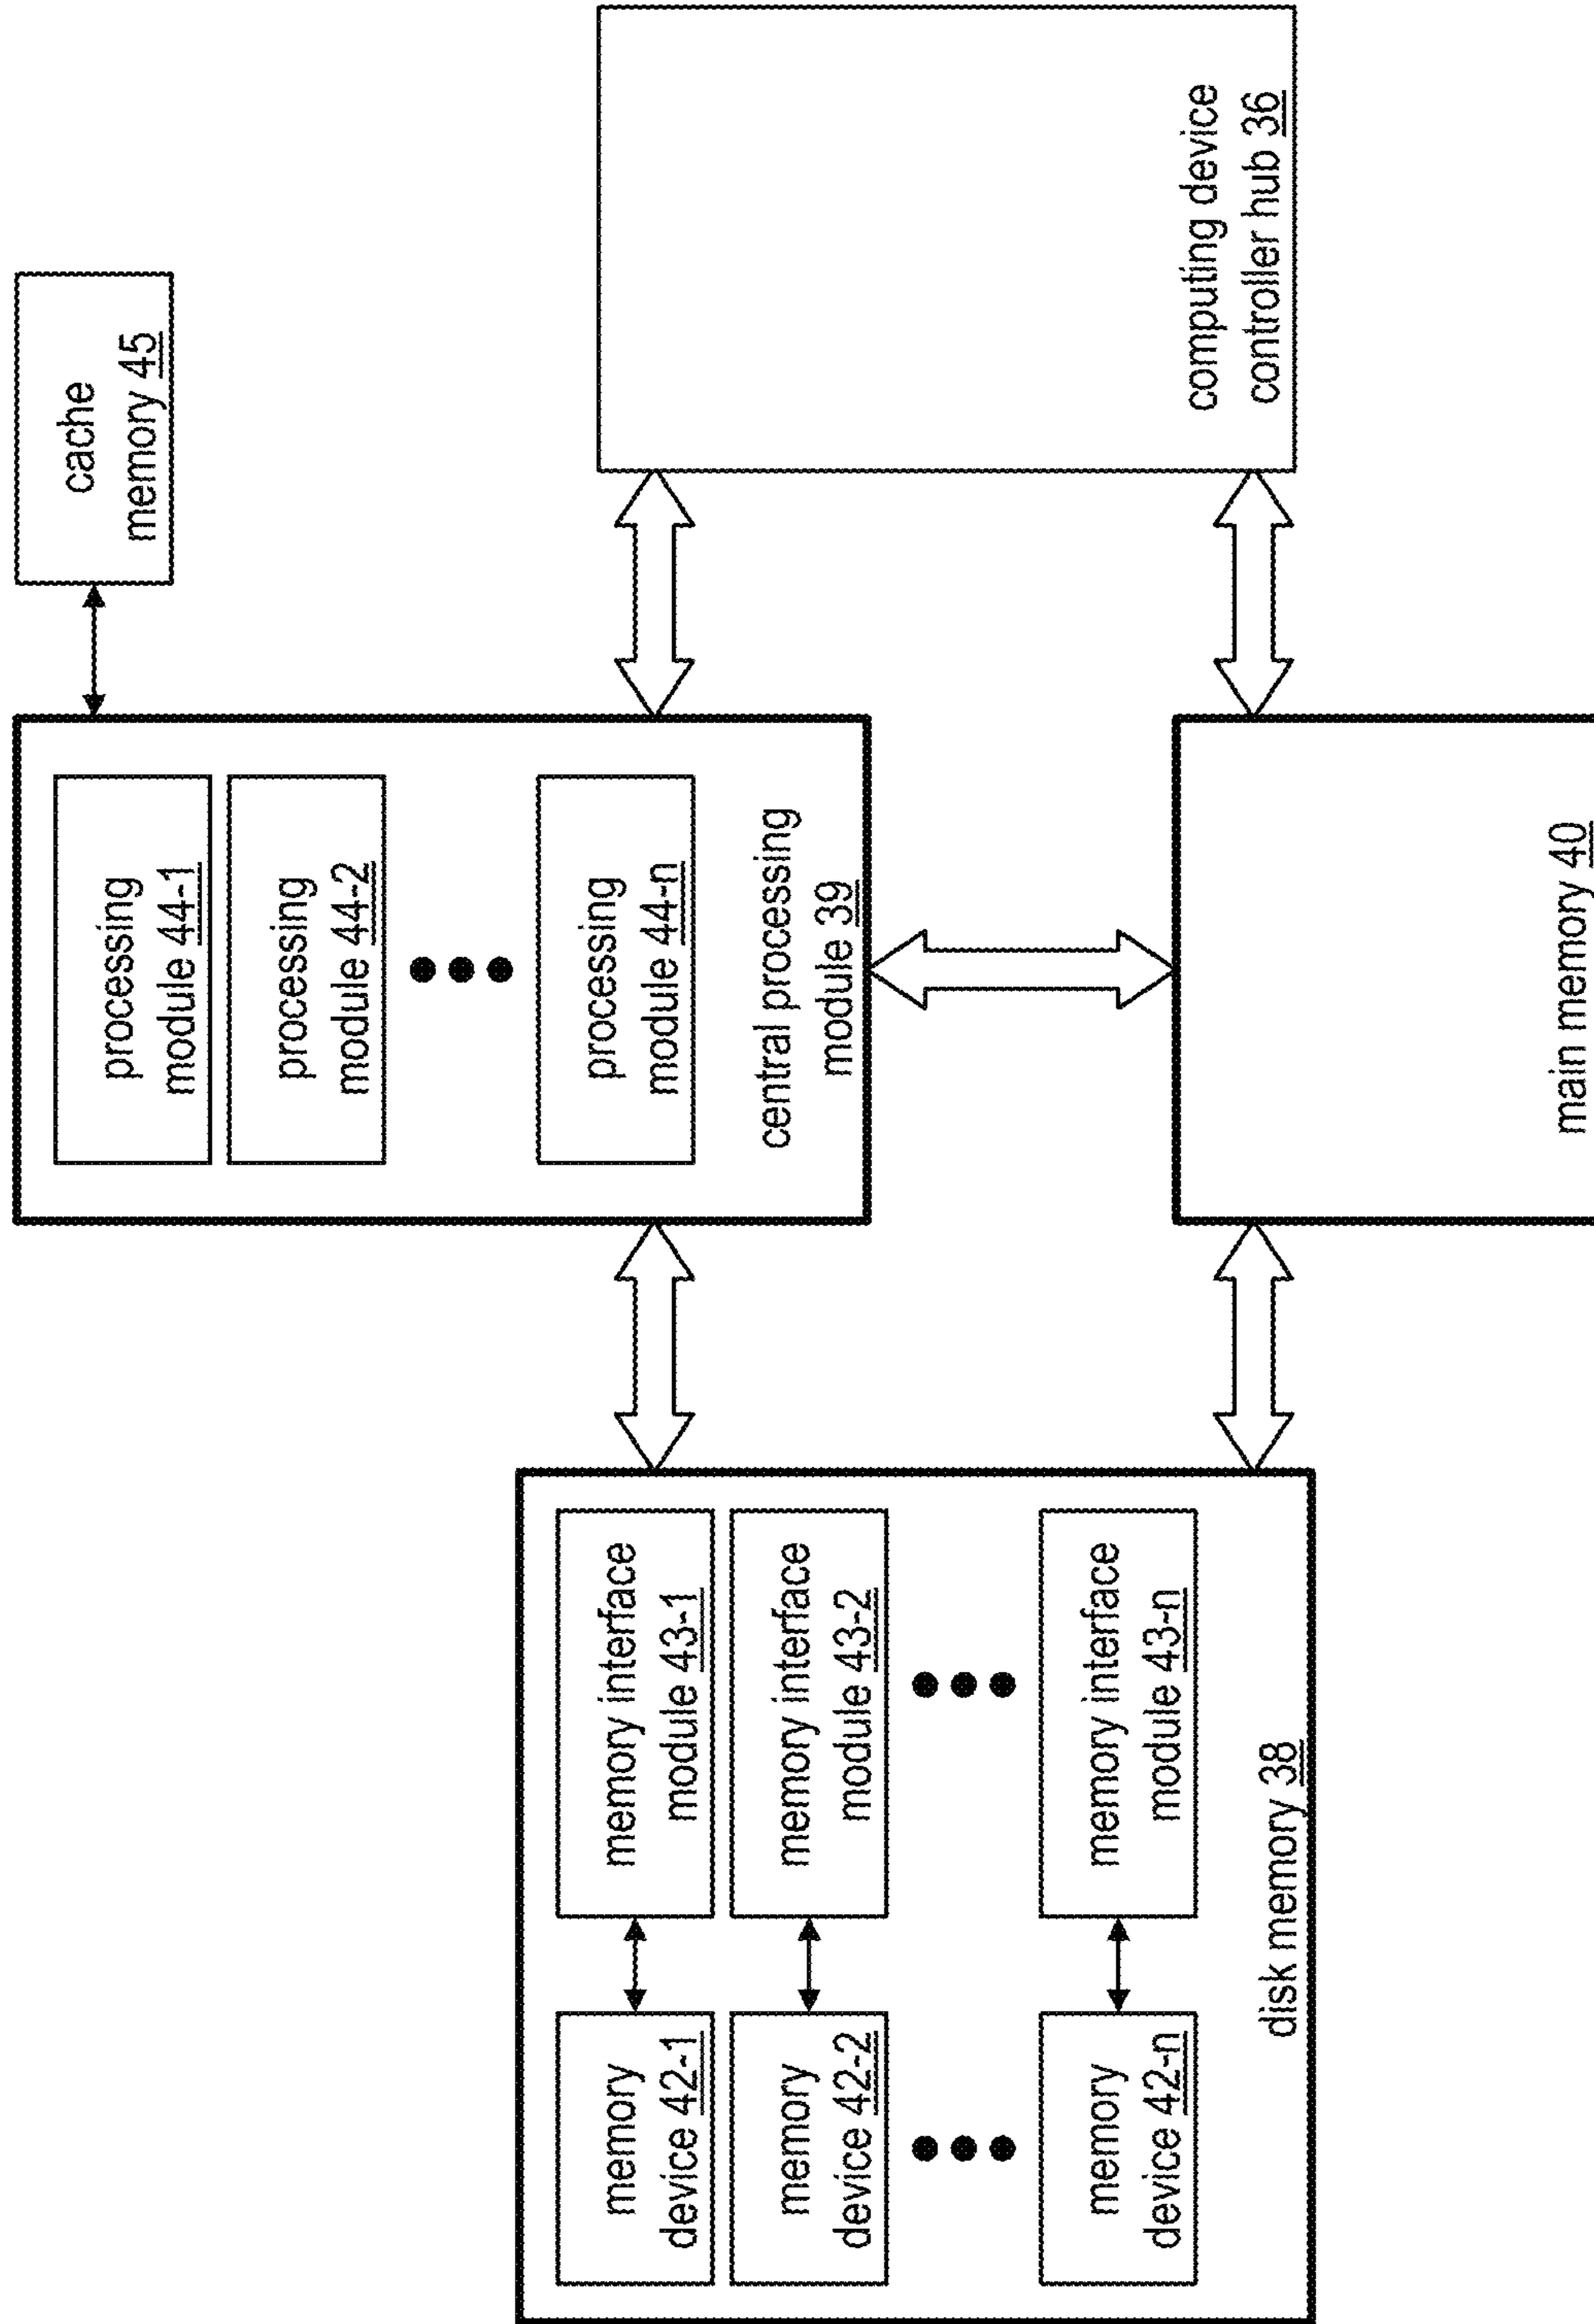 memory
device 42-1
memory interface
module 43-1
memory
device 42-2
memory interface
module 43-2
memory
device 42-n
memory interface
module 43-n
disk memory 38
processing
module 44-1
processing
module 44-2
processing
module 44-n
central processing
module 39
main memory 40
cache
memory 45
computing device
controller hub 36